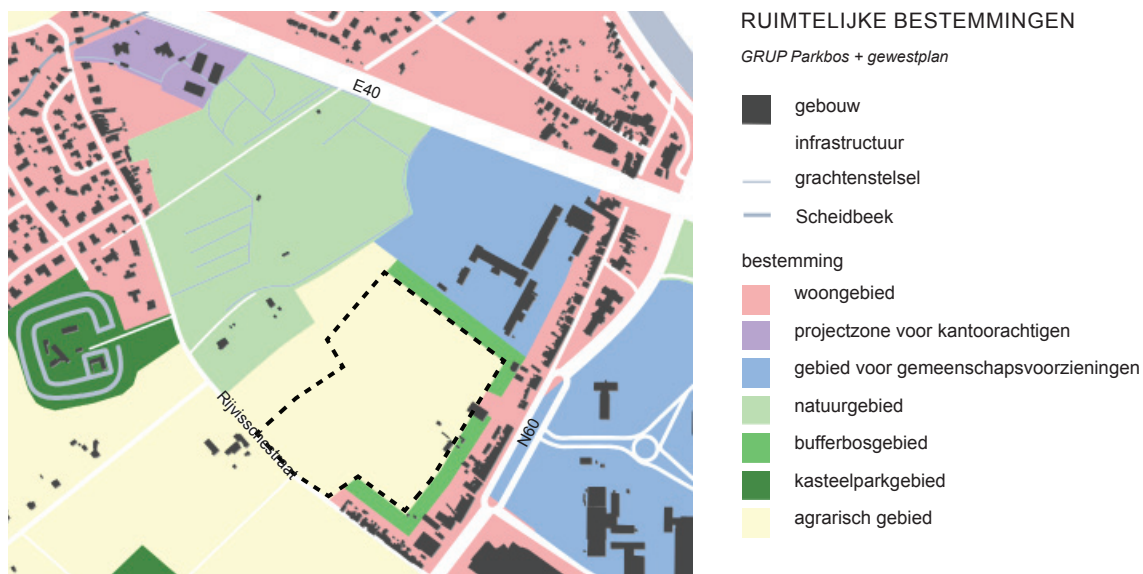 RUIMTELIJKE BESTEMMINGEN
GRUP Parkbos + gewestplan
gebouw
infrastructuur
grachtenstelsel
Scheidbeek
bestemming
woongebied
projectzone voor kantoorachtigen
gebied voor gemeenschapsvoorzieningen
natuurgebied
bufferbosgebied
kasteelparkgebied
agrarisch gebied
E40
Rijvisschestraat
N60